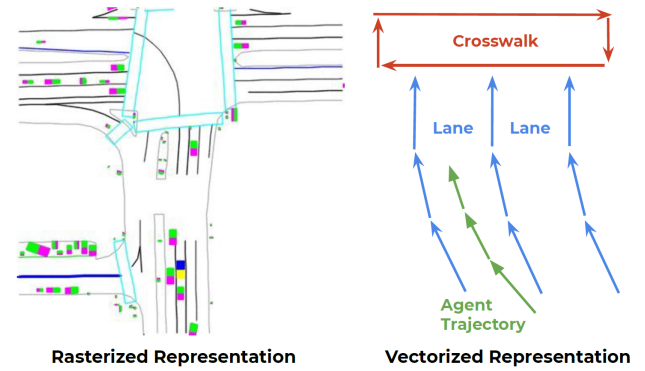 Crosswalk
Lane
Lane
Agent
Trajectory
Rasterized Representation
Vectorized Representation